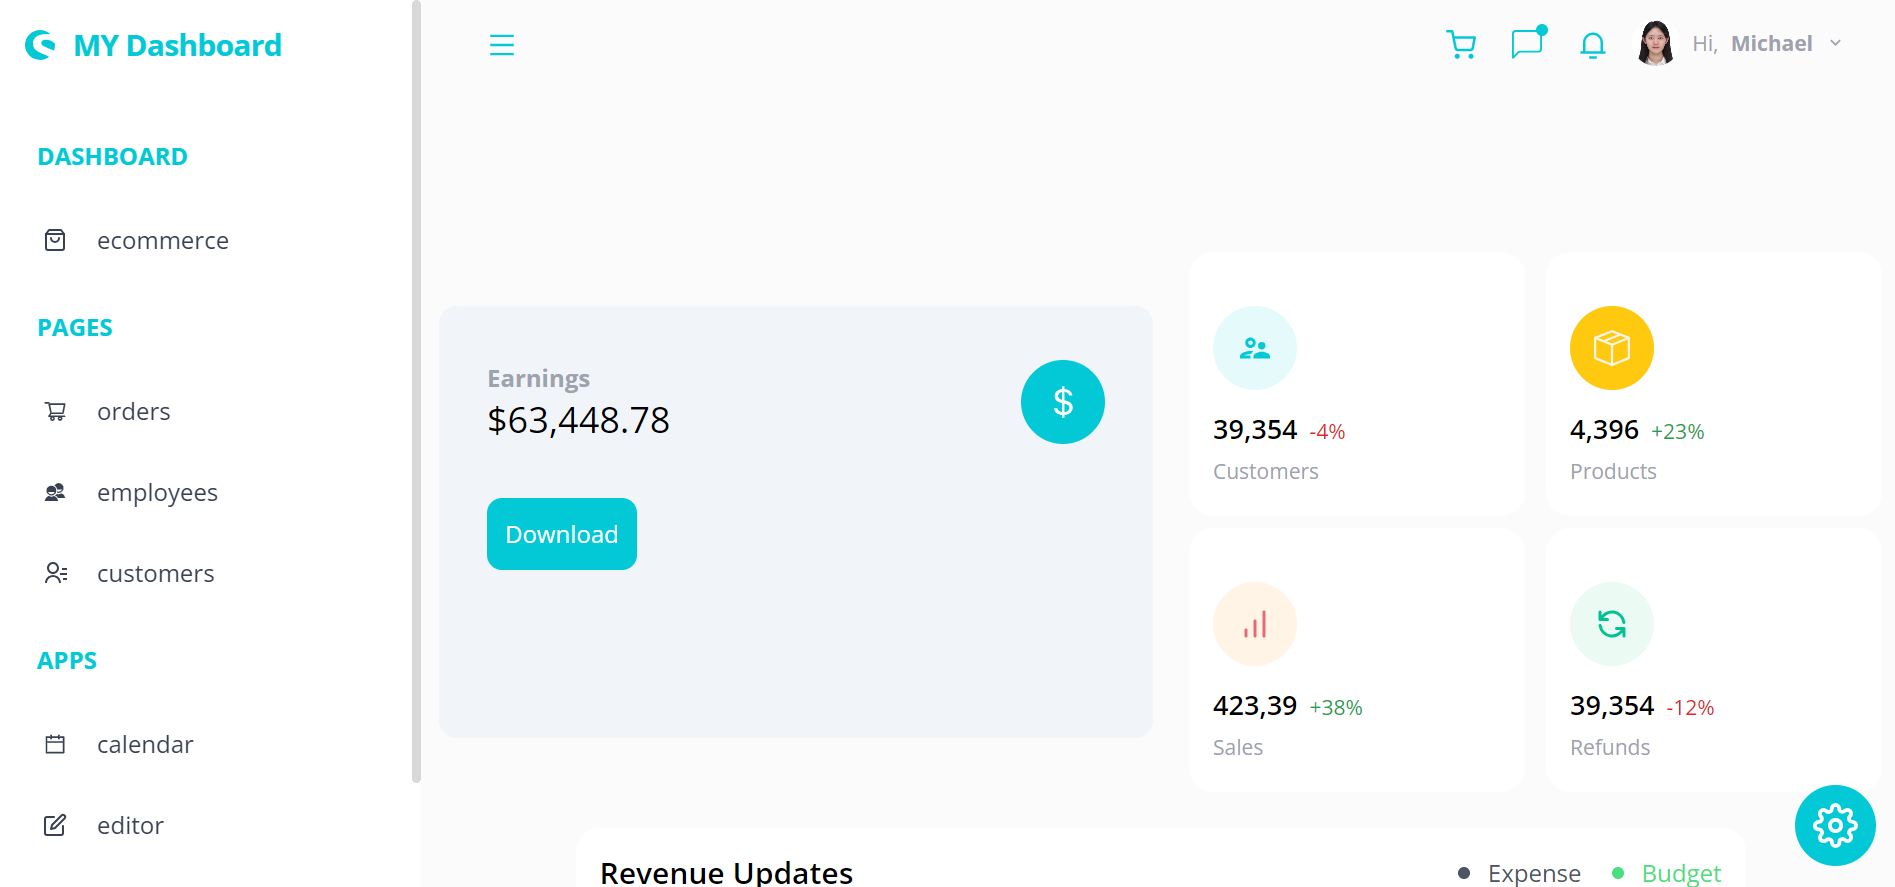 MY Dashboard
Hi, Michael
DASHBOARD
ecommerce
PAGES
orders
employees
customers
APPS
calendar
editor
Earnings
$63,448.78
$
Download
39,354 -4%
Customers
4,396 +23%
Products
423,39 +38%
Sales
39,354 -12%
Refunds
Revenue Updates
Expense
Budget